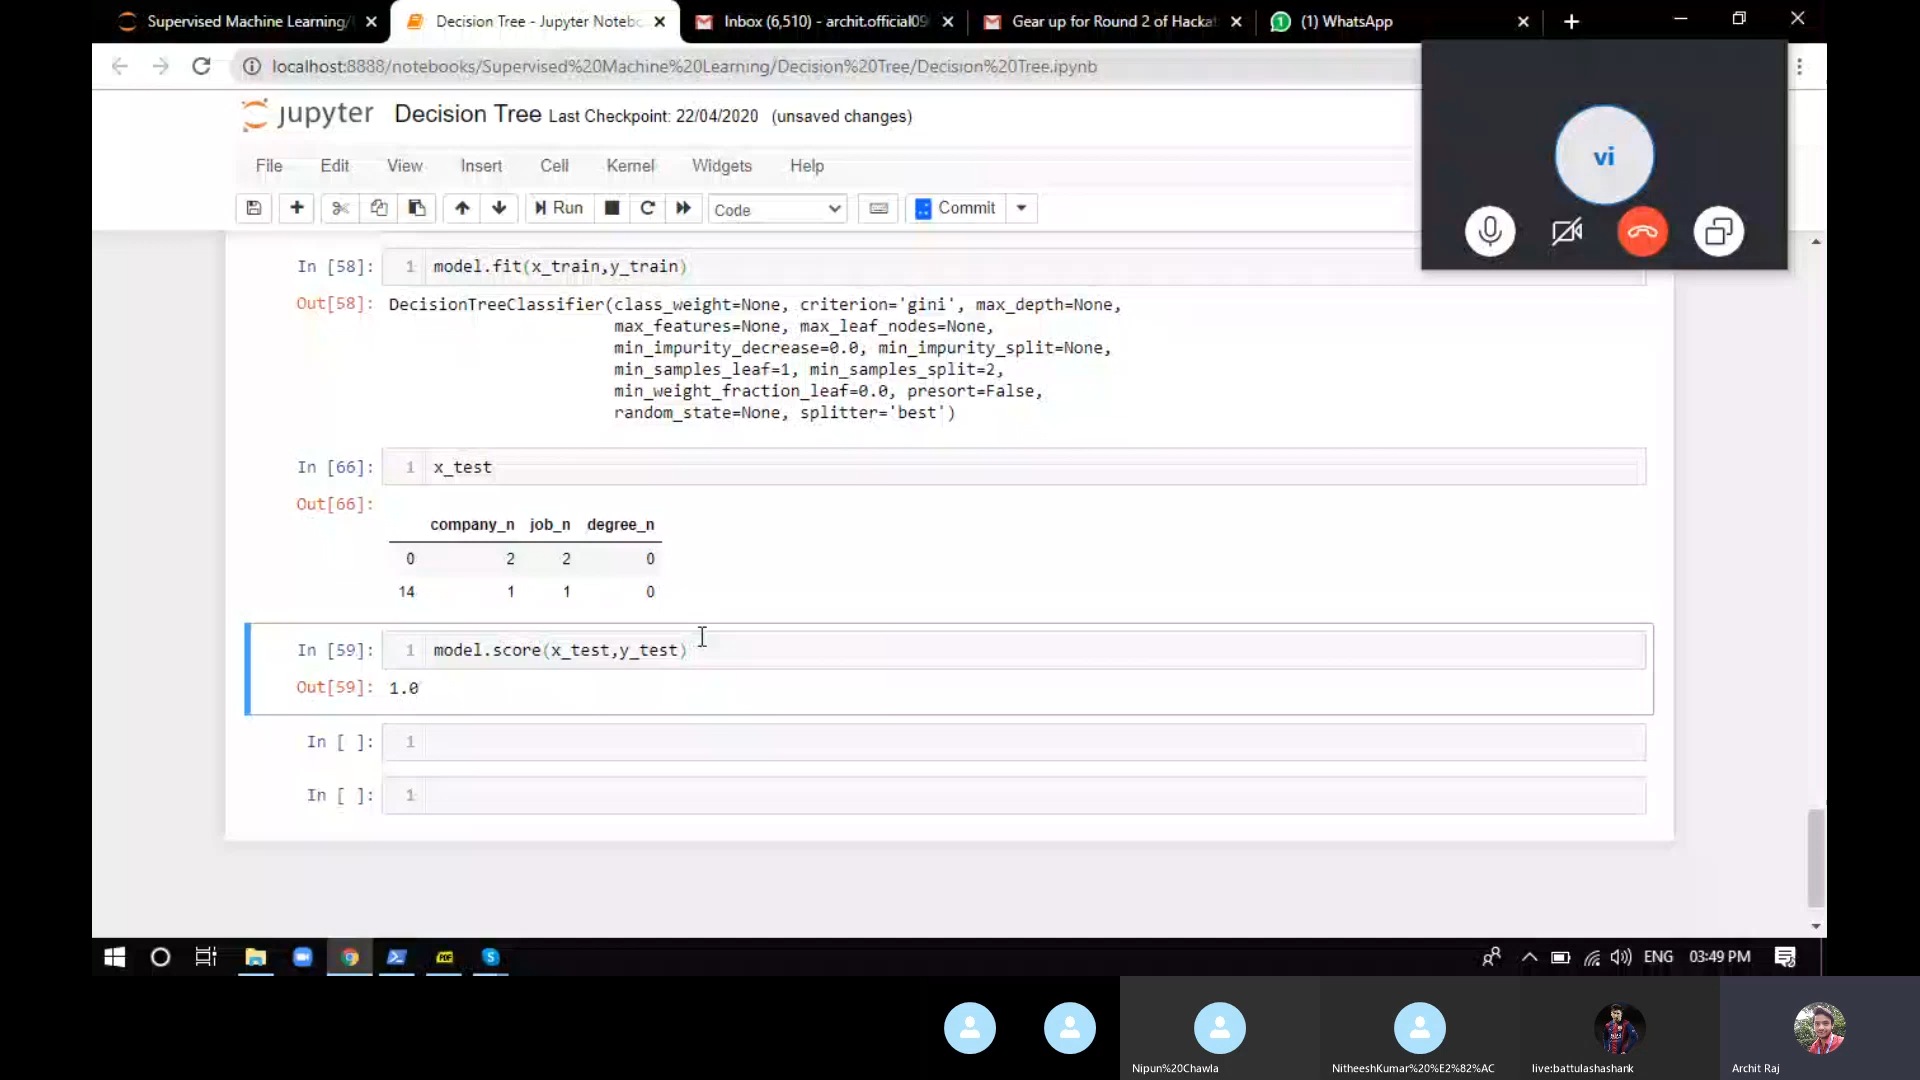 Supervised Machine Learning/
Decision Tree - Jupyter Notebo
Inbox (6,510) - archit.official09
Gear up for Round 2 of Hacka
(1) WhatsApp
localhost:8888/notebooks/Supervised%20Machine%20Learning/Decision%20Tree/Decision%20Tree.ipynb
jupyter Decision Tree Last Checkpoint: 22/04/2020 (unsaved changes)
vi
File Edit View Insert Cell Kernel Widgets Help
Run Code Commit
In [58]: 1 model.fit(x_train,y_train)
Out[58]: DecisionTreeClassifier(class_weight=None, criterion='gini', max_depth=None,
max_features=None, max_leaf_nodes=None,
min_impurity_decrease=0.0, min_impurity_split=None,
min_samples_leaf=1, min_samples_split=2,
min_weight_fraction_leaf=0.0, presort=False,
random_state=None, splitter='best')
In [66]: 1 x_test
Out[66]:
company_n job_n degree_n
0 2 2 0
14 1 1 0
In [59]: 1 model.score(x_test,y_test)
Out[59]: 1.0
In [ ]: 1
In [ ]: 1
PDF
ENG 03:49 PM
Nipun%20Chawla
NitheeshKumar%20%E2%82%AC
live:battulashashank
Archit Raj